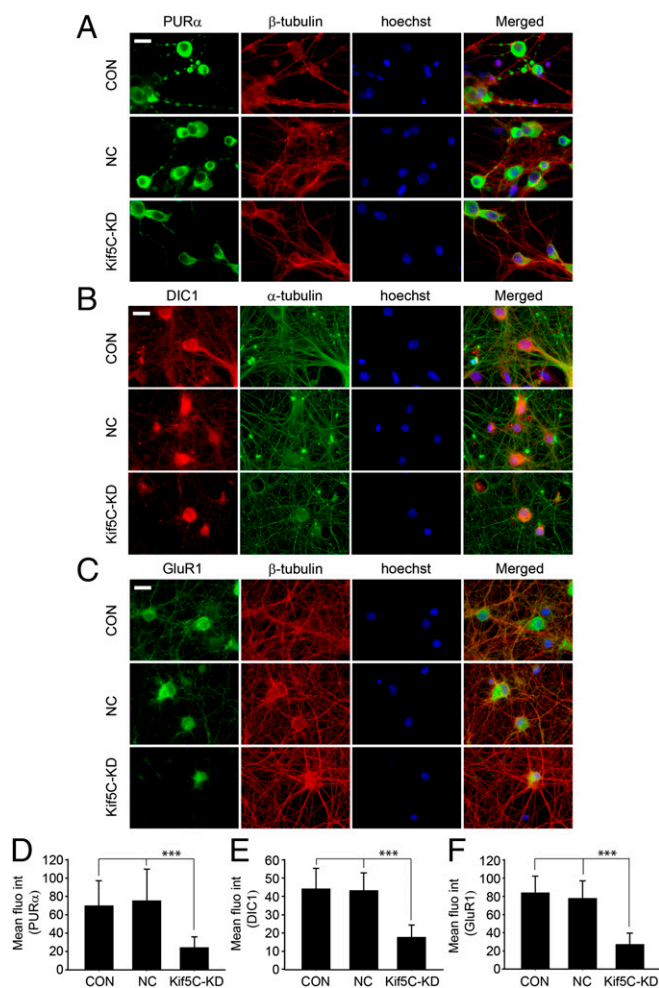 A
PURα β-tubulin hoechst Merged
CON
NC
Kif5C-KD
B
DIC1 α-tubulin hoechst Merged
CON
NC
Kif5C-KD
C
GluR1 β-tubulin hoechst Merged
CON
NC
Kif5C-KD
D
Mean fluo int
(PURα)
120
100
80
60
40
20
0
***
CON NC Kif5C-KD
E
Mean fluo int
(DIC1)
60
50
40
30
20
10
0
***
CON NC Kif5C-KD
F
Mean fluo int
(GluR1)
120
100
80
60
40
20
0
***
CON NC Kif5C-KD